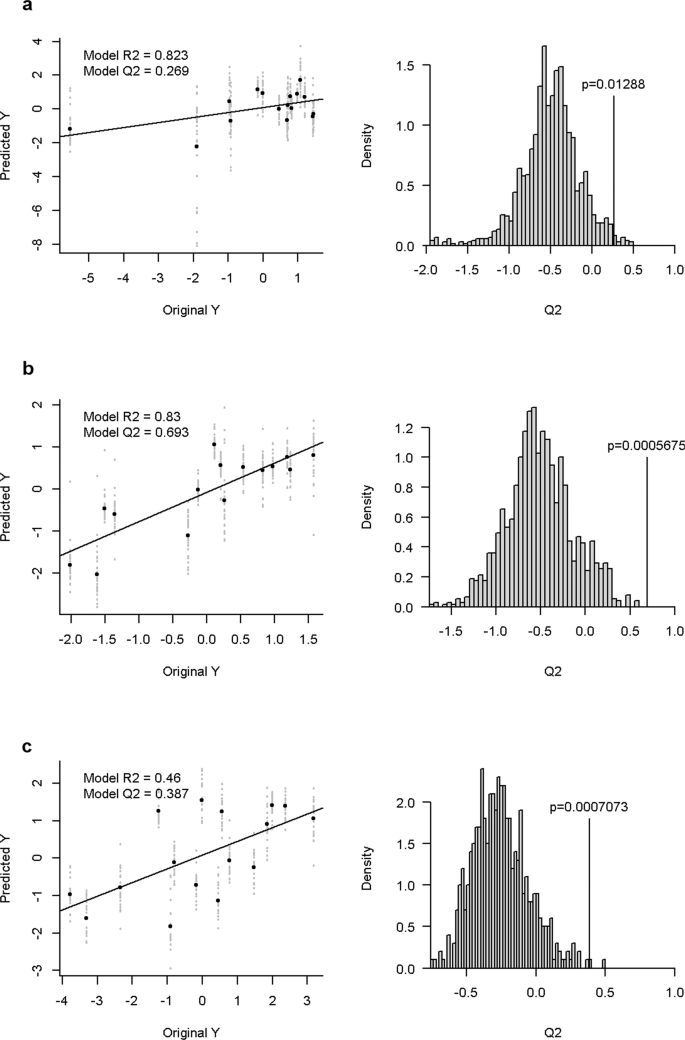 a
Model R2 = 0.823
Model Q2 = 0.269
Predicted Y
4
2
0
-2
-4
-6
-8
-5 -4 -3 -2 -1 0 1
Original Y
p=0.01288
Density
1.5
1.0
0.5
0.0
-2.0 -1.5 -1.0 -0.5 0.0 0.5 1.0
Q2
b
Model R2 = 0.83
Model Q2 = 0.693
Predicted Y
2
1
0
-1
-2
-2.0 -1.5 -1.0 -0.5 0.0 0.5 1.0 1.5
Original Y
p=0.0005675
Density
1.2
1.0
0.8
0.6
0.4
0.2
0.0
-1.5 -1.0 -0.5 0.0 0.5 1.0
Q2
c
Model R2 = 0.46
Model Q2 = 0.387
Predicted Y
2
1
0
-1
-2
-3
-4 -3 -2 -1 0 1 2 3
Original Y
p=0.0007073
Density
2.0
1.5
1.0
0.5
0.0
-0.5 0.0 0.5 1.0
Q2